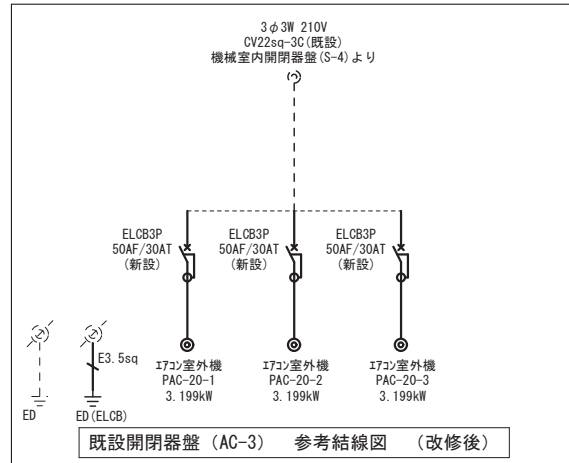 3φ3W 210V
CV22sq-3C(既設)
機械室内開閉器盤(S-4)より
ELCB3P
50AF/30AT
(新設)
ELCB3P
50AF/30AT
(新設)
ELCB3P
50AF/30AT
(新設)
E3.5sq
ED
ED(ELCB)
ｴｱｺﾝ室外機
PAC-20-1
3.199kW
ｴｱｺﾝ室外機
PAC-20-2
3.199kW
ｴｱｺﾝ室外機
PAC-20-3
3.199kW
既設開閉器盤（AC-3） 参考結線図 （改修後）